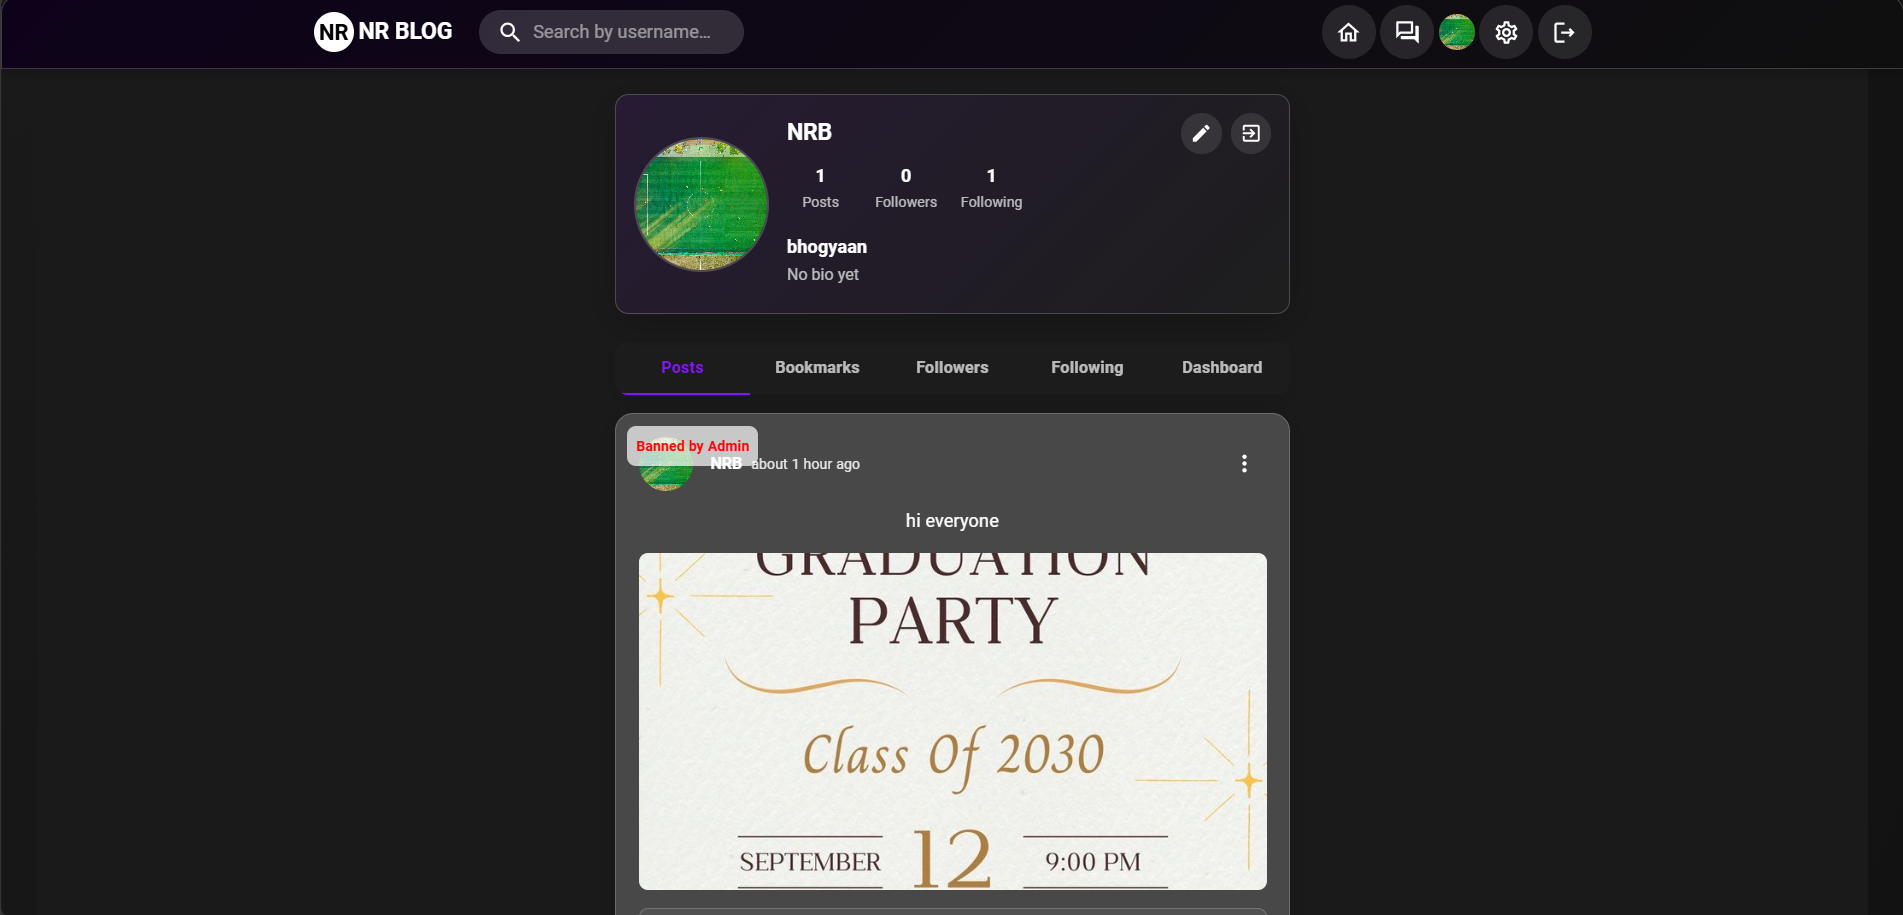 NR NR BLOG
Search by username...
NRB
1 0 1
Posts Followers Following
bhogyaan
No bio yet
Posts Bookmarks Followers Following Dashboard
Banned by Admin
NRB about 1 hour ago
hi everyone
GRADUATION
PARTY
Class Of 2030
SEPTEMBER 12 9:00 PM